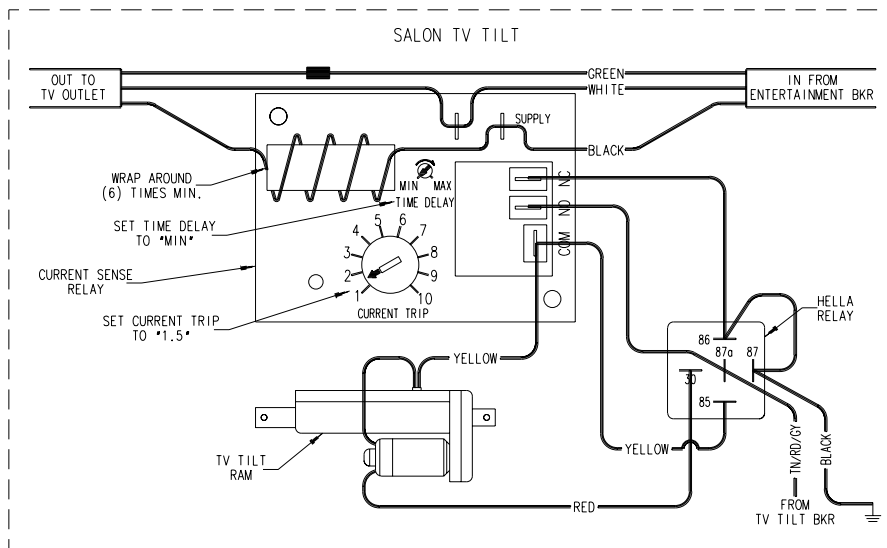 SALON TV TILT
OUT TO
TV OUTLET
GREEN
WHITE
IN FROM
ENTERTAINMENT BKR
SUPPLY
BLACK
WRAP AROUND
(6) TIMES MIN.
MIN MAX
TIME DELAY
NC
NO
COM
SET TIME DELAY
TO "MIN"
CURRENT SENSE
RELAY
1 2 3 4 5 6 7 8 9 10
CURRENT TRIP
SET CURRENT TRIP
TO "1.5"
HELLA
RELAY
86
87a 87
30
85
YELLOW
YELLOW
TV TILT
RAM
RED
TN/RD/GY
BLACK
FROM
TV TILT BKR